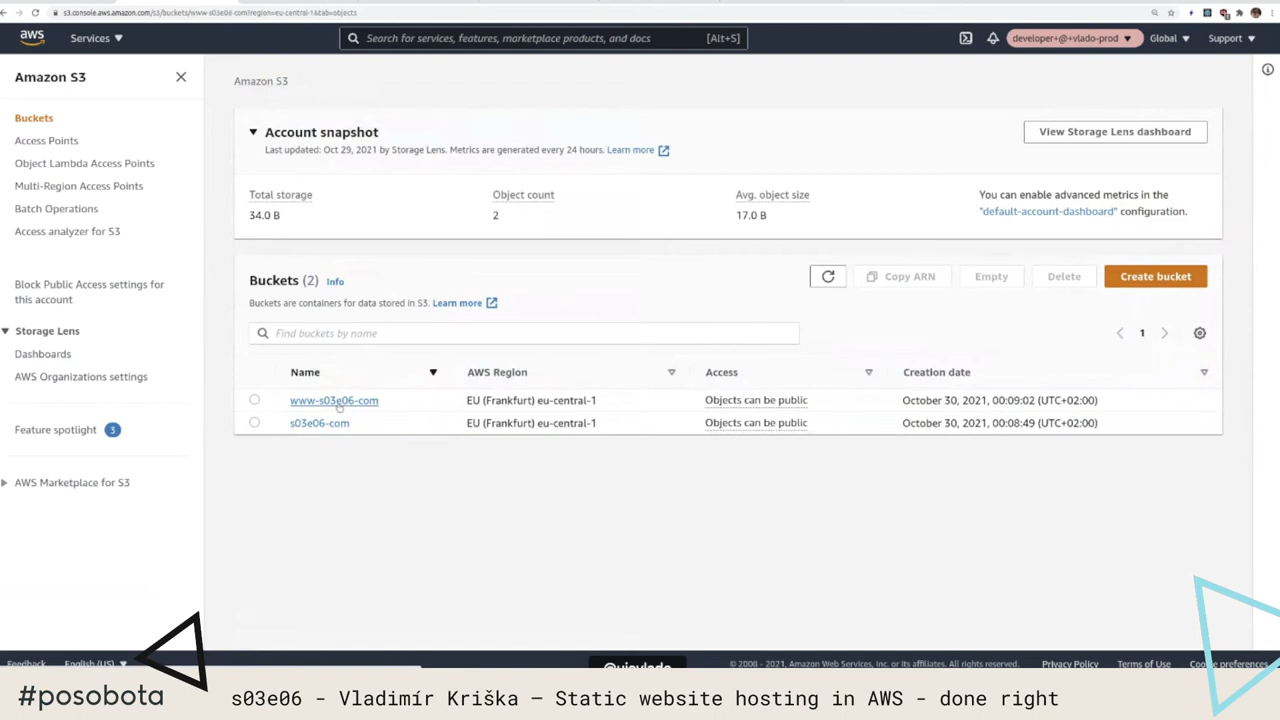 s3.console.aws.amazon.com/s3/buckets/www-s03e06-com?region=eu-central-1&tab=objects
aws
Services
Search for services, features, marketplace products, and docs
[Alt+S]
developer+@+vlado-prod
Global
Support
Amazon S3
Buckets
Access Points
Object Lambda Access Points
Multi-Region Access Points
Batch Operations
Access analyzer for S3
Block Public Access settings for
this account
Storage Lens
Dashboards
AWS Organizations settings
Feature spotlight 3
AWS Marketplace for S3
Amazon S3
Account snapshot
Last updated: Oct 29, 2021 by Storage Lens. Metrics are generated every 24 hours. Learn more
View Storage Lens dashboard
Total storage
34.0 B
Object count
2
Avg. object size
17.0 B
You can enable advanced metrics in the
"default-account-dashboard" configuration.
Buckets (2) Info
Buckets are containers for data stored in S3. Learn more
Copy ARN
Empty
Delete
Create bucket
Find buckets by name
1
Name AWS Region Access Creation date
www-s03e06-com EU (Frankfurt) eu-central-1 Objects can be public October 30, 2021, 00:09:02 (UTC+02:00)
s03e06-com EU (Frankfurt) eu-central-1 Objects can be public October 30, 2021, 00:08:49 (UTC+02:00)
Feedback English (US)
© 2008 - 2021, Amazon Web Services, Inc. or its affiliates. All rights reserved. Privacy Policy Terms of Use Cookie preferences
#posobota
s03e06 - Vladimír Kriška – Static website hosting in AWS - done right